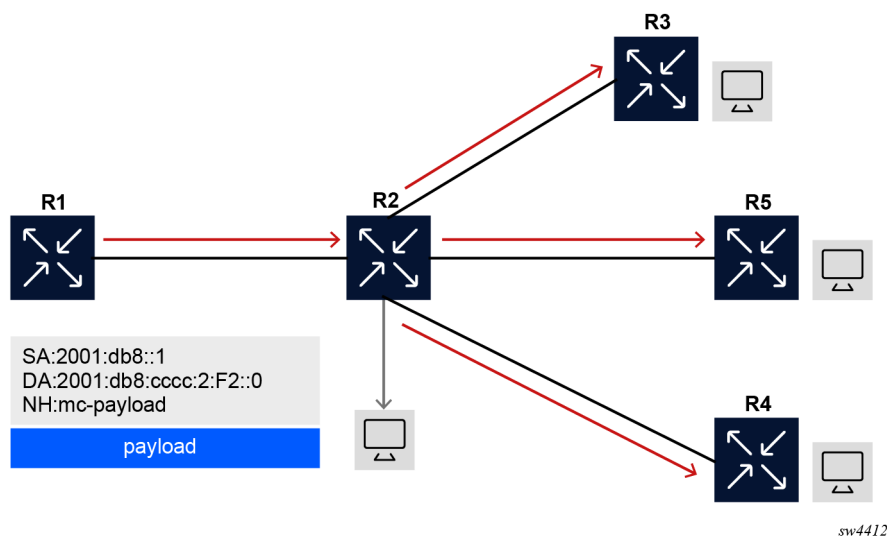 R3
R1
R2
R5
SA:2001:db8::1
DA:2001:db8:cccc:2:F2::0
NH:mc-payload
payload
R4
sw4412